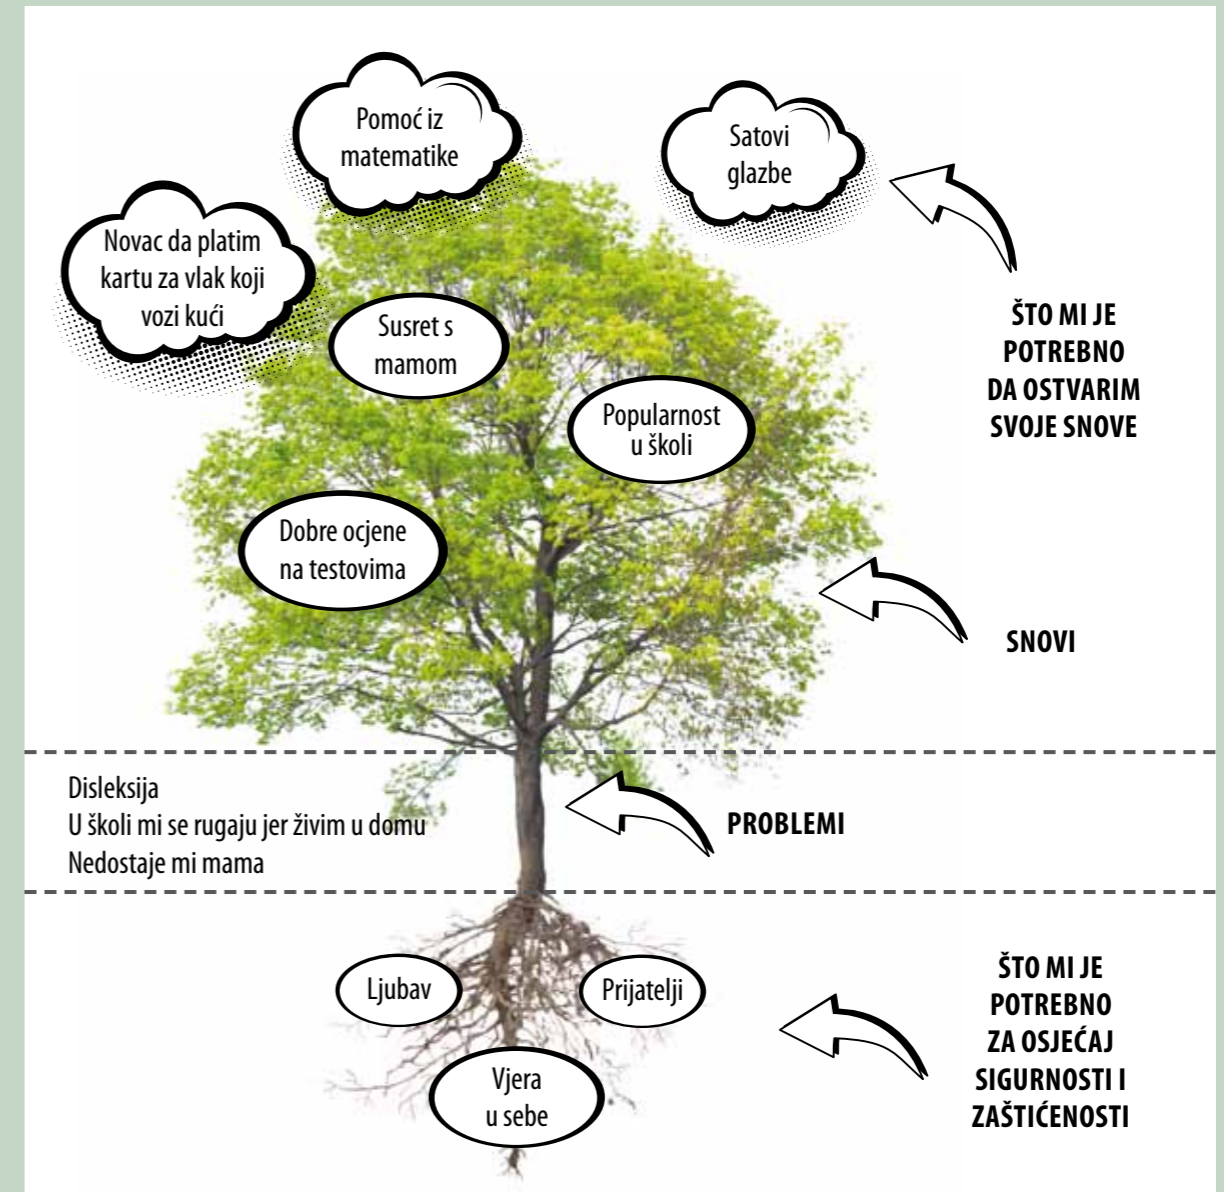 Pomoć iz
matematike
Satovi
glazbe
Novac da platim
kartu za vlak koji
vozi kući
Susret s
mamom
ŠTO MI JE
POTREBNO
DA OSTVARIM
SVOJE SNOVE
Popularnost
u školi
Dobre ocjene
na testovima
SNOVI
Disleksija
U školi mi se rugaju jer živim u domu
Nedostaje mi mama
PROBLEMI
Ljubav
Prijatelji
Vjera
u sebe
ŠTO MI JE
POTREBNO
ZA OSJEĆAJ
SIGURNOSTI I
ZAŠTIĆENOSTI